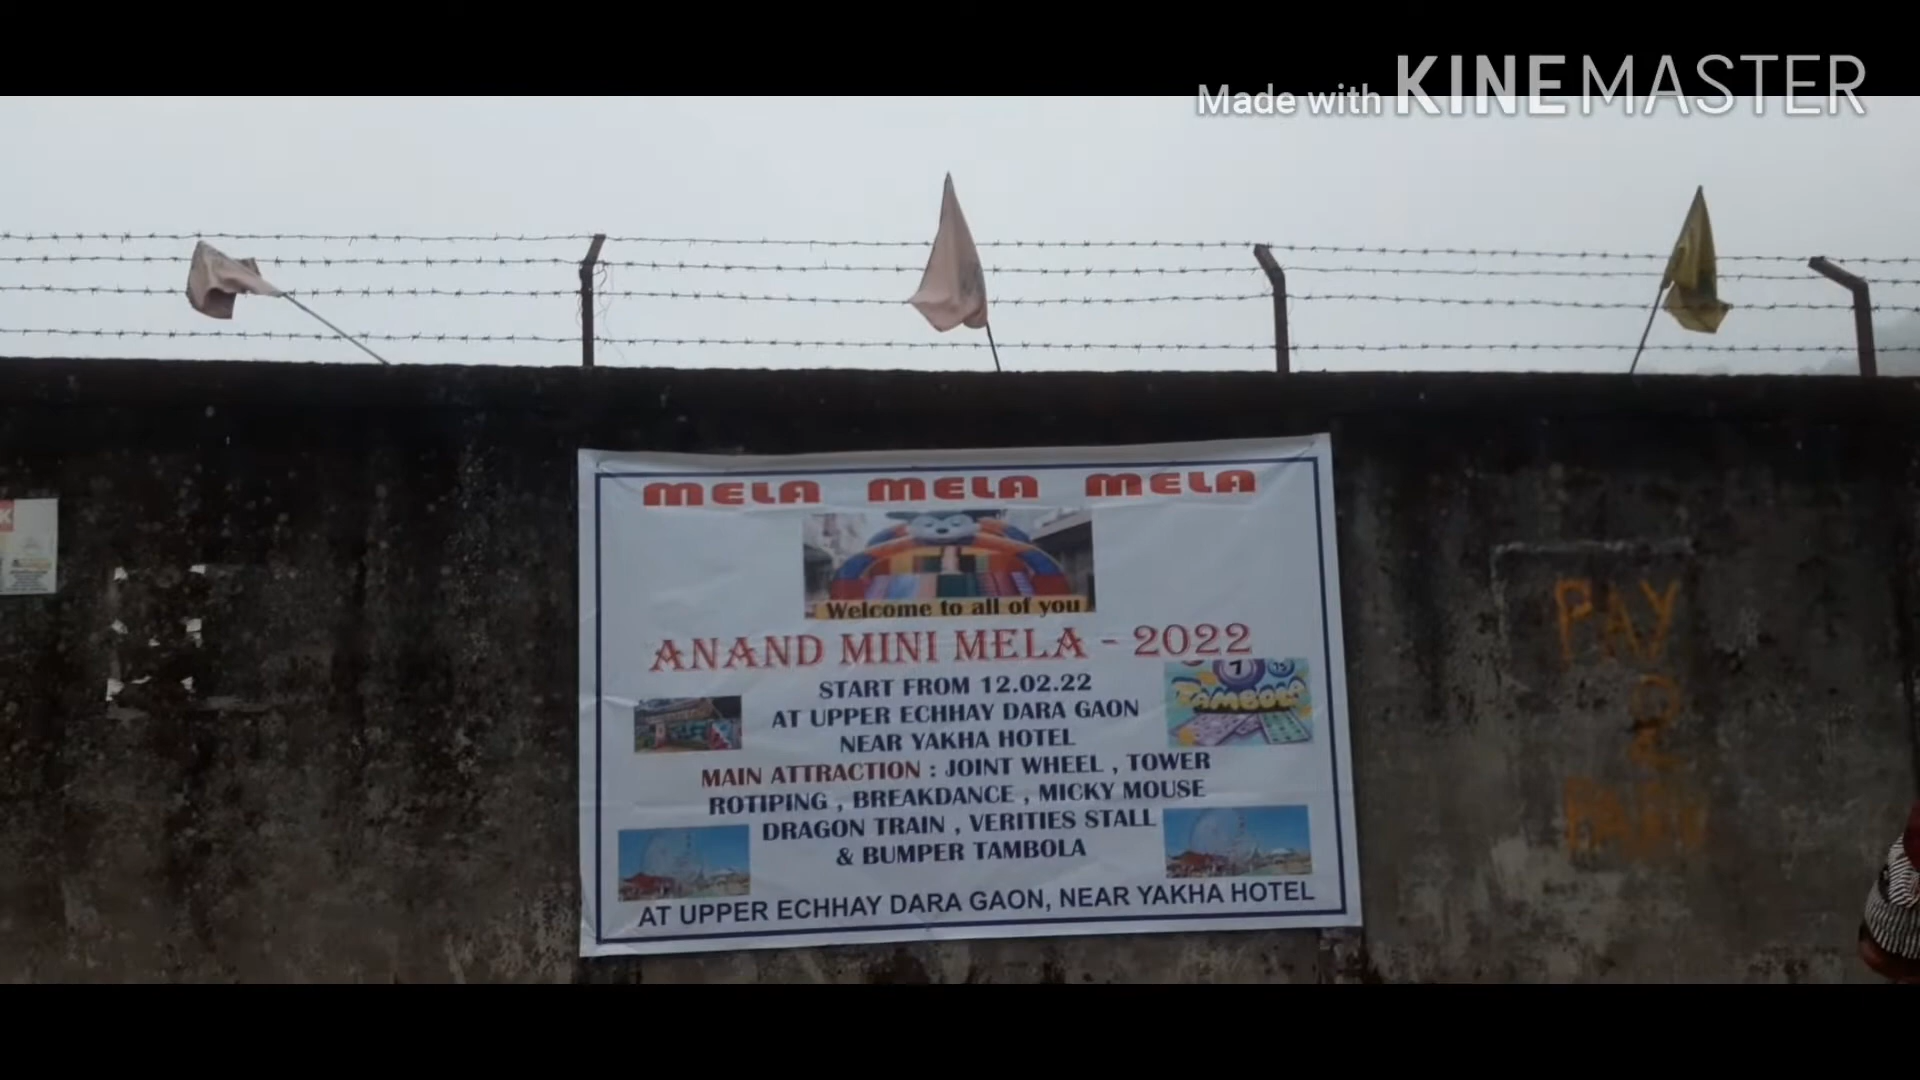 Made with KINEMASTER
MELA MELA MELA
Welcome to all of you
ANAND MINI MELA - 2022
START FROM 12.02.22
AT UPPER ECHHAY DARA GAON
NEAR YAKHA HOTEL
TAMBOLA
MAIN ATTRACTION : JOINT WHEEL , TOWER
ROTIPING , BREAKDANCE , MICKY MOUSE
DRAGON TRAIN , VERITIES STALL
& BUMPER TAMBOLA
AT UPPER ECHHAY DARA GAON, NEAR YAKHA HOTEL
PAY
&